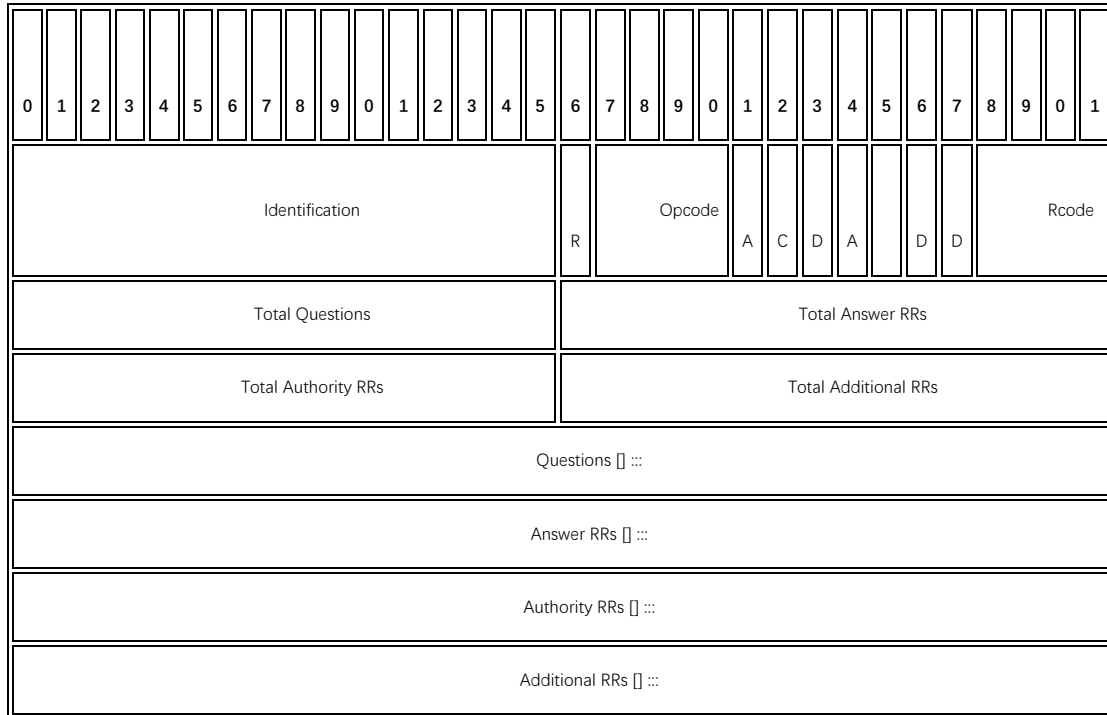 0 1 2 3 4 5 6 7 8 9 0 1 2 3 4 5 6 7 8 9 0 1 2 3 4 5 6 7 8 9 0 1
Identification R Opcode A C D A D D Rcode
Total Questions Total Answer RRs
Total Authority RRs Total Additional RRs
Questions [] :::
Answer RRs [] :::
Authority RRs [] :::
Additional RRs [] :::